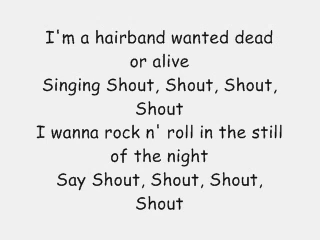 I'm a hairband wanted dead
or alive
Singing Shout, Shout, Shout,
Shout
I wanna rock n' roll in the still
of the night
Say Shout, Shout, Shout,
Shout